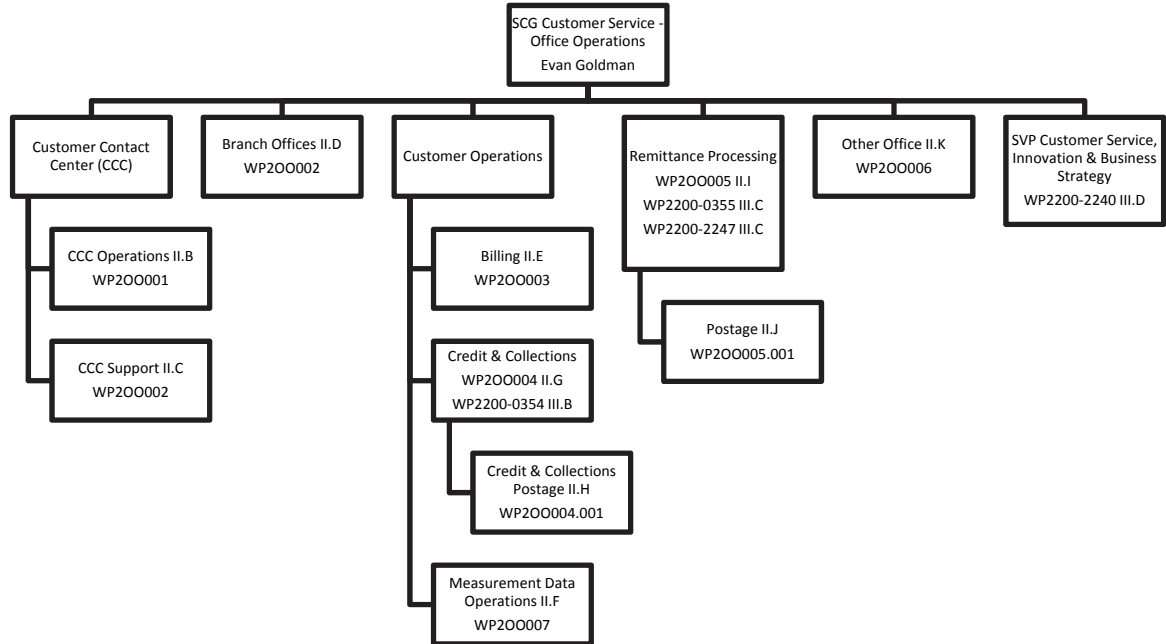 SCG Customer Service -
Office Operations
Evan Goldman
Customer Contact
Center (CCC)
CCC Operations II.B
WP2OO001
CCC Support II.C
WP2OO002
Branch Offices II.D
WP2OO002
Customer Operations
Billing II.E
WP2OO003
Credit & Collections
WP2OO004 II.G
WP2200-0354 III.B
Credit & Collections
Postage II.H
WP2OO004.001
Measurement Data
Operations II.F
WP2OO007
Remittance Processing
WP2OO005 II.I
WP2200-0355 III.C
WP2200-2247 III.C
Postage II.J
WP2OO005.001
Other Office II.K
WP2OO006
SVP Customer Service,
Innovation & Business
Strategy
WP2200-2240 III.D